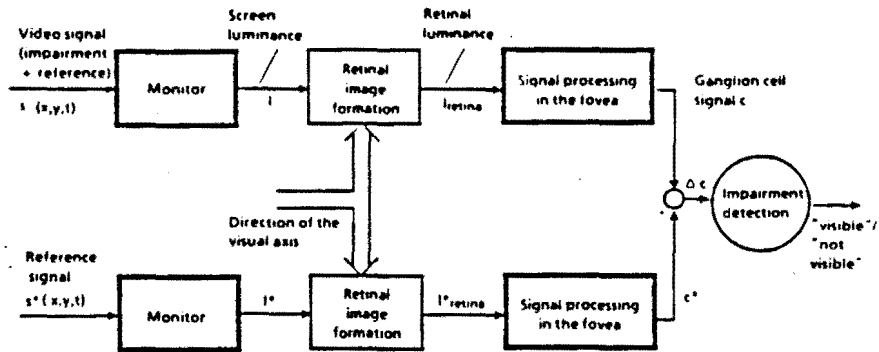 Video signal
(impairment
+ reference)
s (x,y,t)
Monitor
Screen
luminance
l
Retinal
image
formation
Retinal
luminance
l retina
Signal processing
in the fovea
Ganglion cell
signal c
Δ c
Impairment
detection
"visible"/
"not
visible"
Direction of the
visual axis
Reference
signal
s* (x,y,t)
Monitor
l*
Retinal
image
formation
l* retina
Signal processing
in the fovea
c*